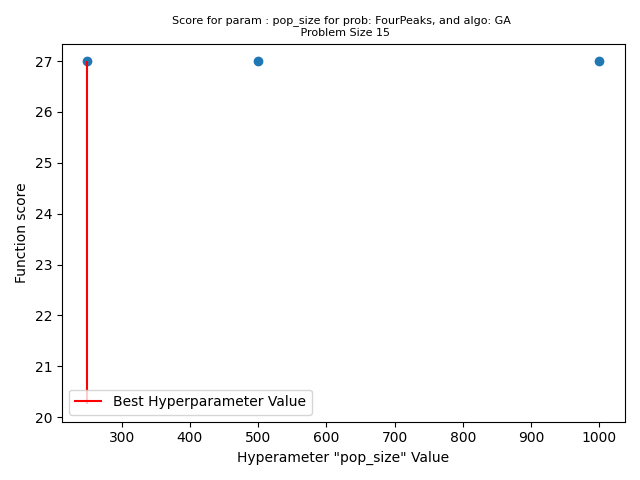 Score for param : pop_size for prob: FourPeaks, and algo: GA
Problem Size 15
27
26
25
24
23
22
21
20
Function score
Best Hyperparameter Value
300 400 500 600 700 800 900 1000
Hyperameter "pop_size" Value